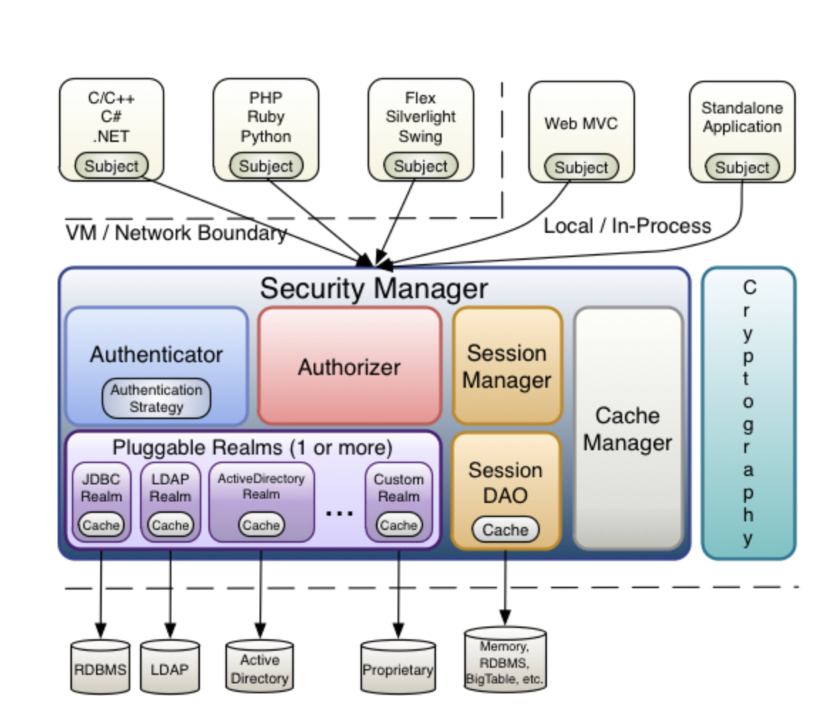 C/C++
C#
.NET
Subject
PHP
Ruby
Python
Subject
Flex
Silverlight
Swing
Subject
Web MVC
Subject
Standalone
Application
Subject
VM / Network Boundary
Local / In-Process
Security Manager
Authenticator
Authentication
Strategy
Authorizer
Session
Manager
Cache
Manager
Cryptography
Pluggable Realms (1 or more)
JDBC
Realm
Cache
LDAP
Realm
Cache
ActiveDirectory
Realm
Cache
...
Custom
Realm
Cache
Session
DAO
Cache
RDBMS
LDAP
Active
Directory
Proprietary
Memory,
RDBMS,
BigTable, etc.